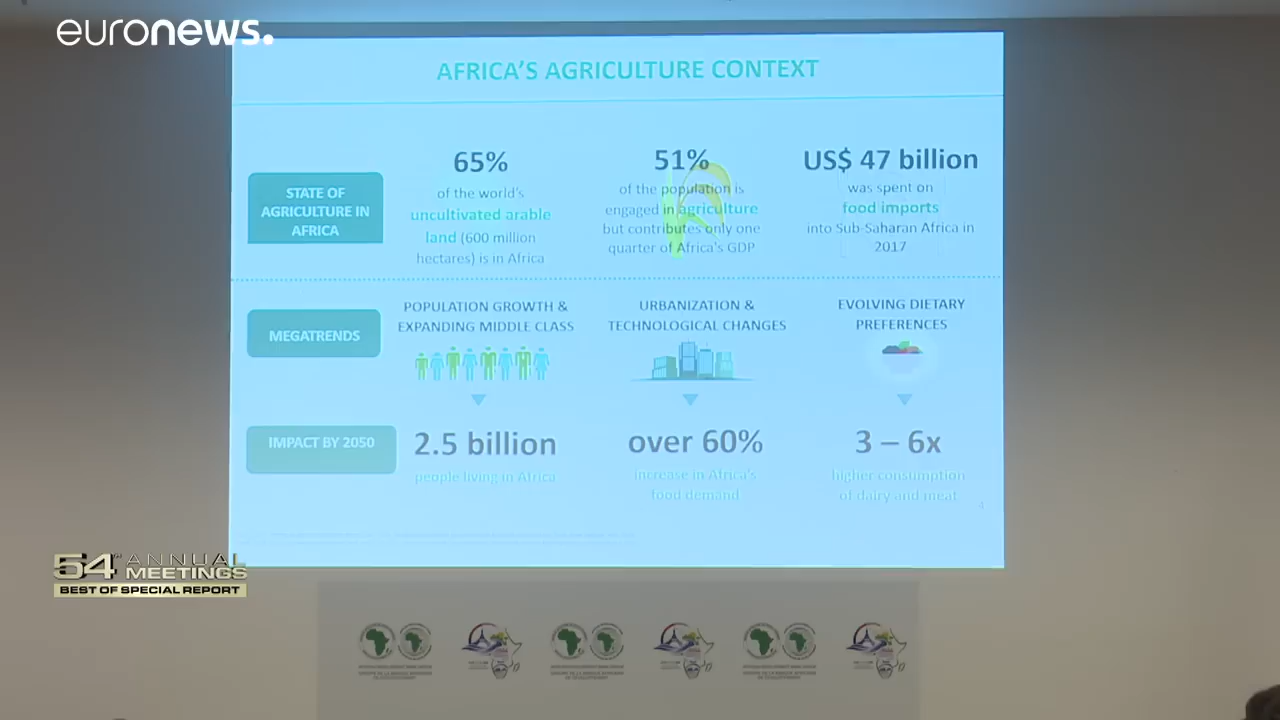 euronews.
AFRICA'S AGRICULTURE CONTEXT
STATE OF
AGRICULTURE IN
AFRICA
65%
of the world's
uncultivated arable
land (600 million
hectares) is in Africa
51%
of the population is
engaged in agriculture
but contributes only one
quarter of Africa's GDP
US$ 47 billion
was spent on
food imports
into Sub-Saharan Africa in
2017
MEGATRENDS
POPULATION GROWTH &
EXPANDING MIDDLE CLASS
URBANIZATION &
TECHNOLOGICAL CHANGES
EVOLVING DIETARY
PREFERENCES
IMPACT BY 2050
2.5 billion
people living in Africa
over 60%
increase in Africa's
food demand
3 – 6x
higher consumption
of dairy and meat
4
54TH ANNUAL
MEETINGS
BEST OF SPECIAL REPORT